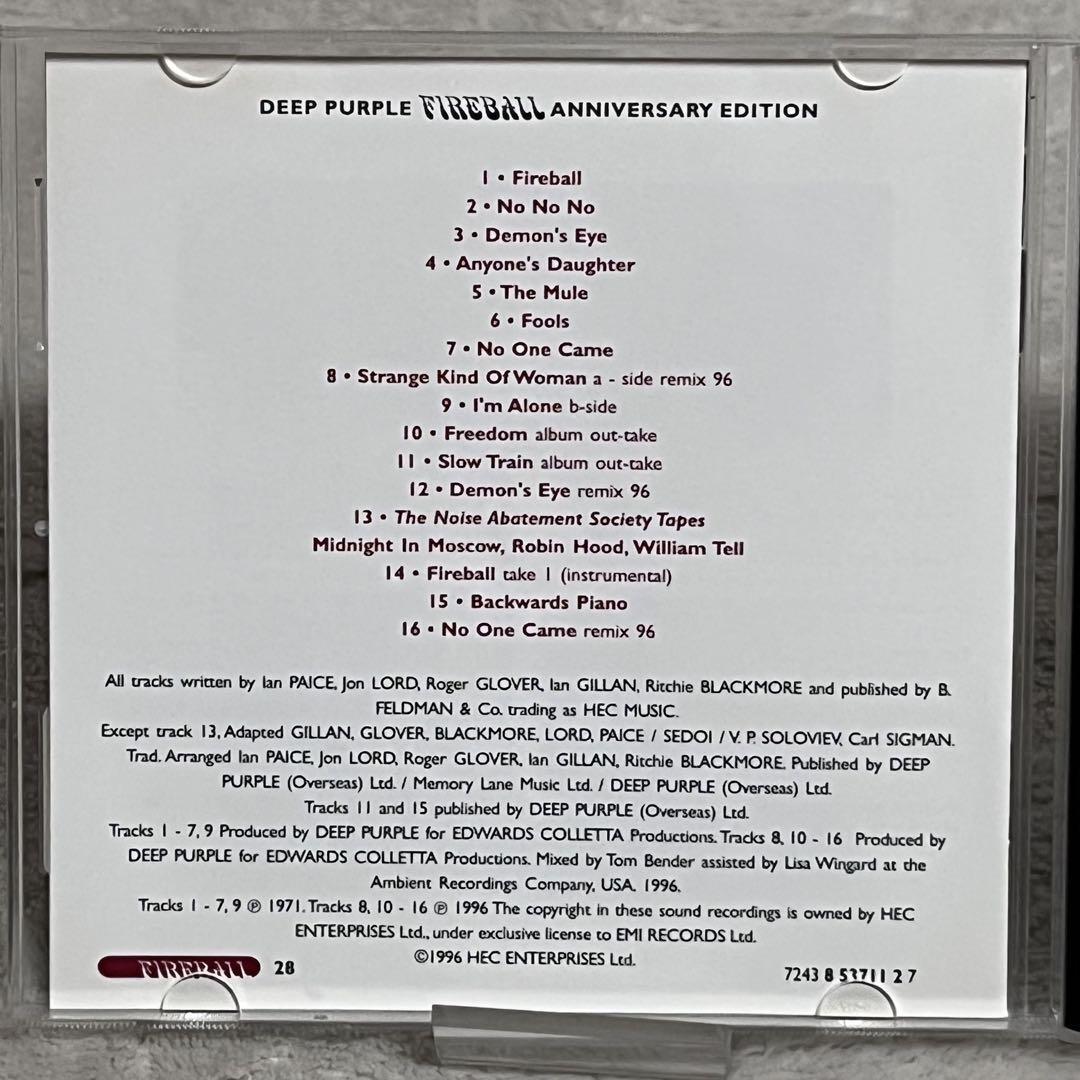 DEEP PURPLE FIREBALL ANNIVERSARY EDITION
1 • Fireball
2 • No No No
3 • Demon's Eye
4 • Anyone's Daughter
5 • The Mule
6 • Fools
7 • No One Came
8 • Strange Kind Of Woman a - side remix 96
9 • I'm Alone b-side
10 • Freedom album out-take
11 • Slow Train album out-take
12 • Demon's Eye remix 96
13 • The Noise Abatement Society Tapes
Midnight In Moscow, Robin Hood, William Tell
14 • Fireball take 1 (instrumental)
15 • Backwards Piano
16 • No One Came remix 96
All tracks written by Ian PAICE, Jon LORD, Roger GLOVER, Ian GILLAN, Ritchie BLACKMORE and published by B.
FELDMAN & Co. trading as HEC MUSIC.
Except track 13, Adapted GILLAN, GLOVER, BLACKMORE, LORD, PAICE / SEDOI / V. P. SOLOVIEV, Carl SIGMAN.
Trad. Arranged Ian PAICE, Jon LORD, Roger GLOVER, Ian GILLAN, Ritchie BLACKMORE. Published by DEEP
PURPLE (Overseas) Ltd. / Memory Lane Music Ltd. / DEEP PURPLE (Overseas) Ltd.
Tracks 11 and 15 published by DEEP PURPLE (Overseas) Ltd.
Tracks 1 - 7, 9 Produced by DEEP PURPLE for EDWARDS COLLETTA Productions. Tracks 8, 10 - 16 Produced by
DEEP PURPLE for EDWARDS COLLETTA Productions. Mixed by Tom Bender assisted by Lisa Wingard at the
Ambient Recordings Company, USA. 1996.
Tracks 1 - 7, 9 ℗ 1971. Tracks 8, 10 - 16 ℗ 1996 The copyright in these sound recordings is owned by HEC
ENTERPRISES Ltd., under exclusive license to EMI RECORDS Ltd.
©1996 HEC ENTERPRISES Ltd.
FIREBALL 28
7243 8 53711 2 7